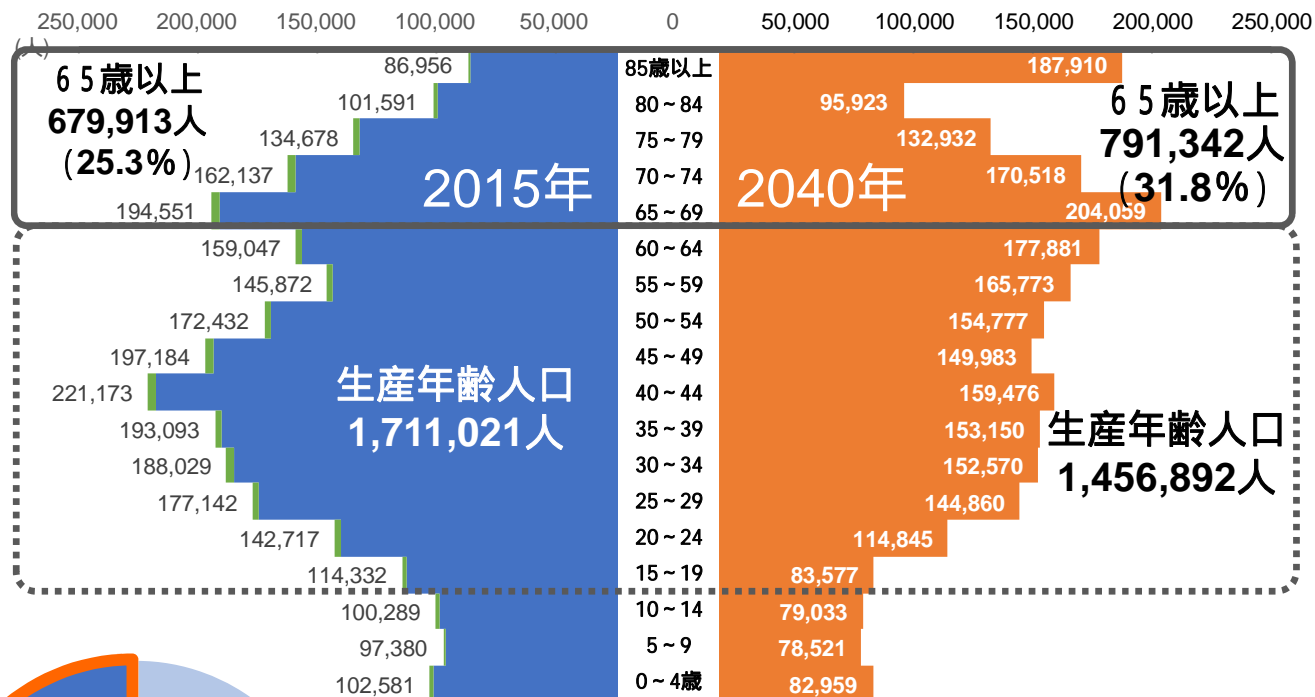 250,000 200,000 150,000 100,000 50,000 0 50,000 100,000 150,000 200,000 250,000
(人)
６５歳以上
679,913人
(25.3%)
2015年
2040年
６５歳以上
791,342人
(31.8%)
86,956 85歳以上 187,910
101,591 80~84 95,923
134,678 75~79 132,932
162,137 70~74 170,518
194,551 65~69 204,059
159,047 60~64 177,881
145,872 55~59 165,773
172,432 50~54 154,777
197,184 45~49 149,983
221,173 40~44 159,476
193,093 35~39 153,150
188,029 30~34 152,570
177,142 25~29 144,860
142,717 20~24 114,845
114,332 15~19 83,577
100,289 10~14 79,033
97,380 5~9 78,521
102,581 0~4歳 82,959
生産年齢人口
1,711,021人
生産年齢人口
1,456,892人